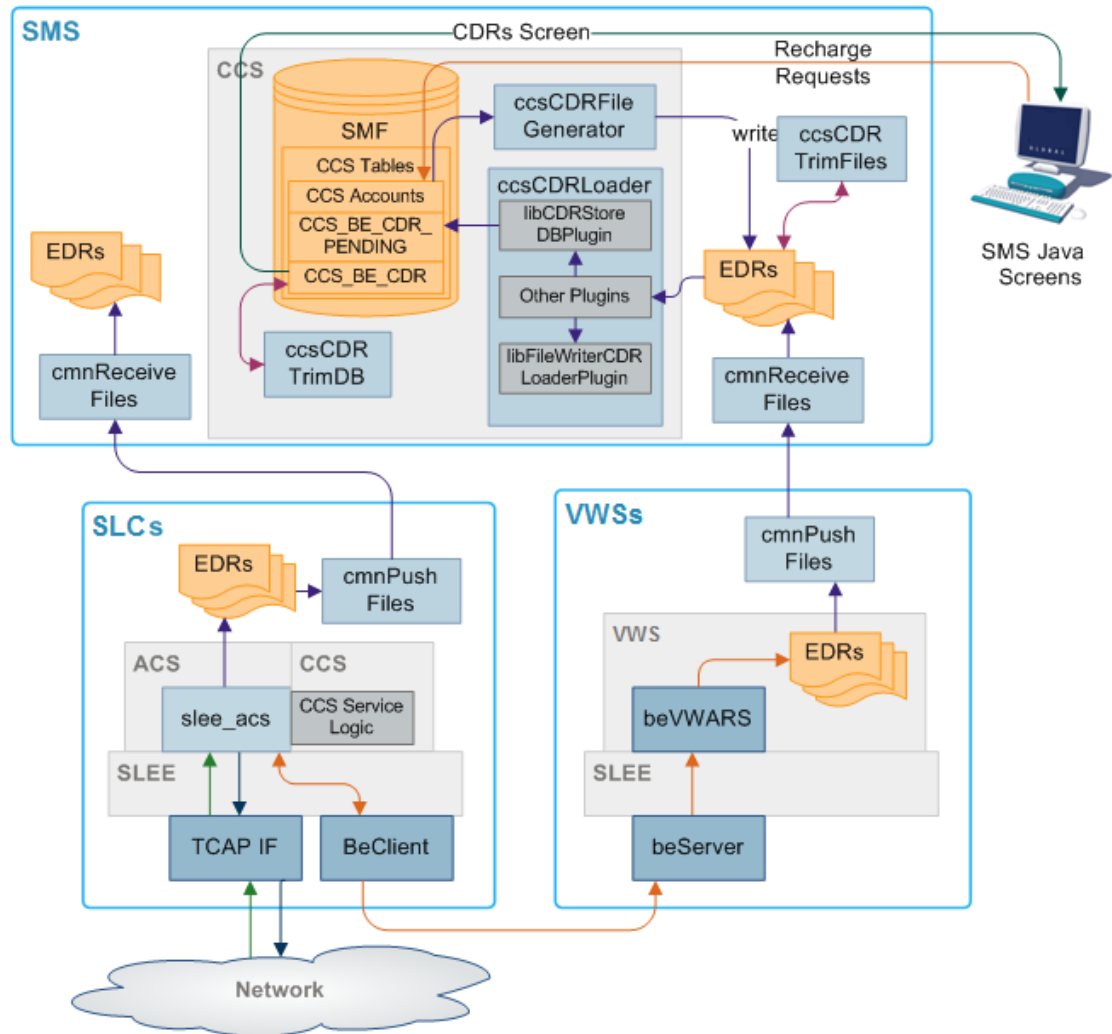 SMS
CDRs Screen
Recharge
Requests
CCS
SMF
CCS Tables
CCS Accounts
CCS_BE_CDR_
PENDING
CCS_BE_CDR
ccsCDRFile
Generator
write
ccsCDR
TrimFiles
GLOBAL
SMS Java
Screens
ccsCDRLoader
libCDRStore
DBPlugin
Other Plugins
libFileWriterCDR
LoaderPlugin
EDRs
EDRs
ccsCDR
TrimDB
cmnReceive
Files
cmnReceive
Files
SLCs
EDRs
cmnPush
Files
ACS
CCS
slee_acs
CCS Service
Logic
SLEE
TCAP IF
BeClient
Network
VWSs
cmnPush
Files
VWS
EDRs
beVWARS
SLEE
beServer